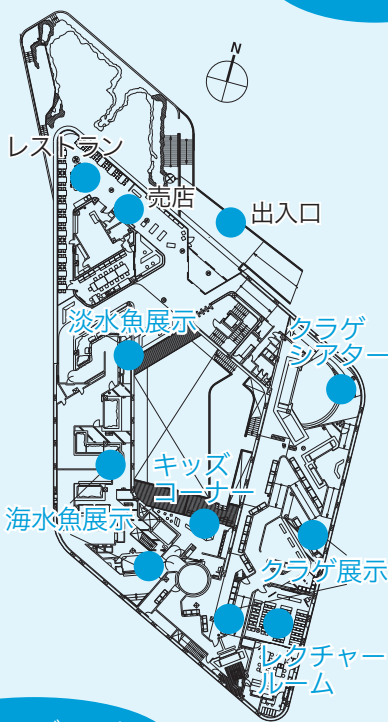 N
レストラン
売店
出入口
淡水魚展示
クラゲ
シアター
キッズ
コーナー
海水魚展示
クラゲ展示
レクチャー
ルーム